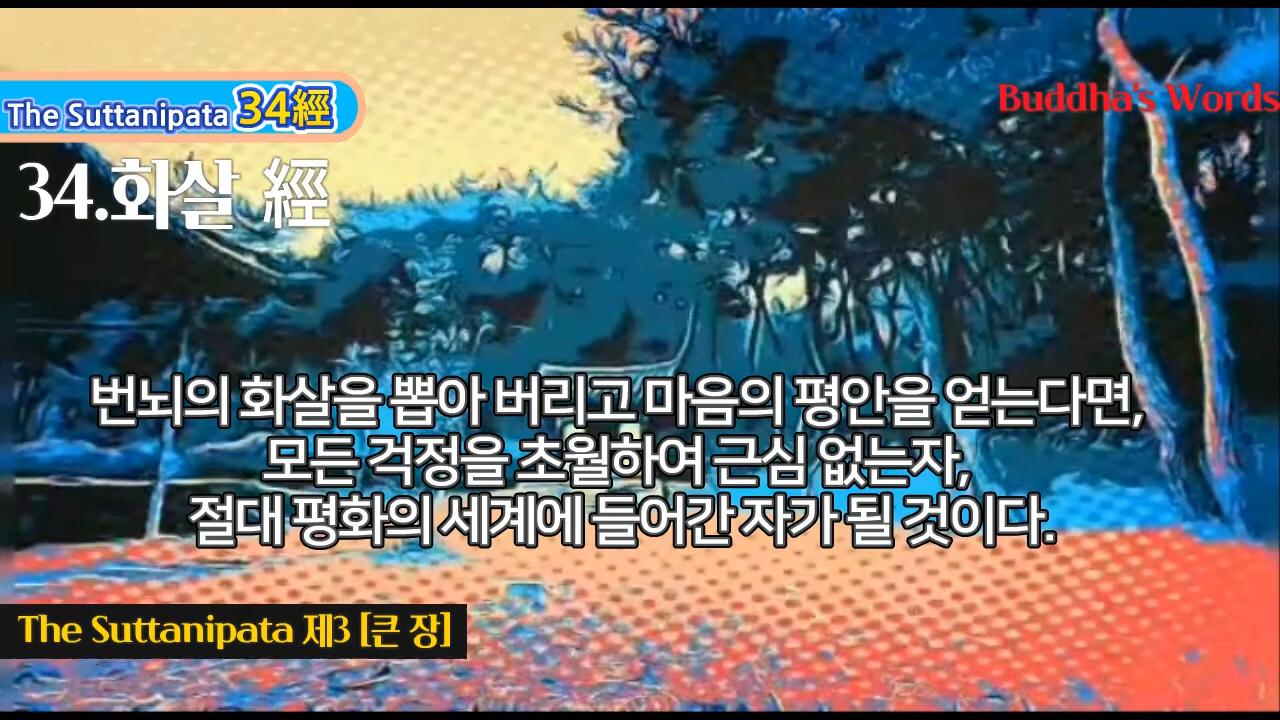 The Suttanipata 34經
Buddha's Words
34.화살 經
번뇌의 화살을 뽑아 버리고 마음의 평안을 얻는다면,
모든 걱정을 초월하여 근심 없는자,
절대 평화의 세계에 들어간 자가 될 것이다.
The Suttanipata 제3 [큰 장]